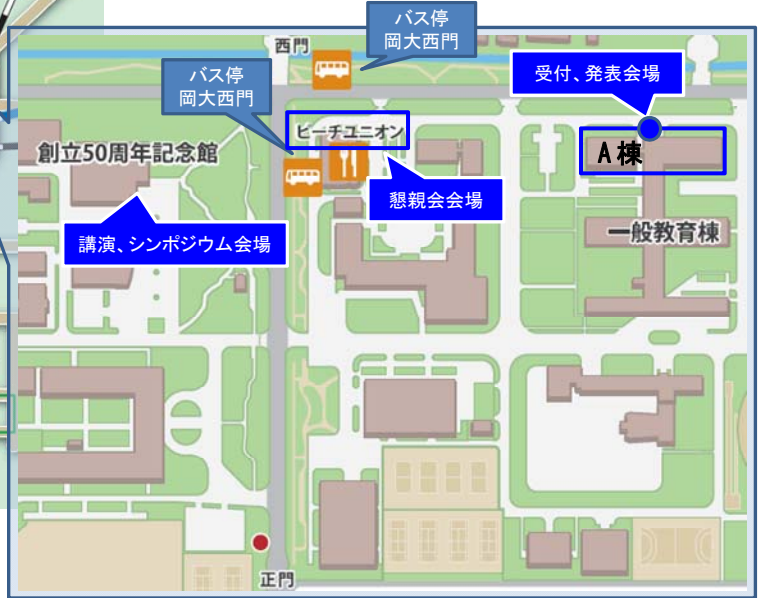 バス停
岡大西門
西門
バス停
岡大西門
受付、発表会場
ピーチユニオン
A棟
創立50周年記念館
懇親会会場
一般教育棟
講演、シンポジウム会場
正門